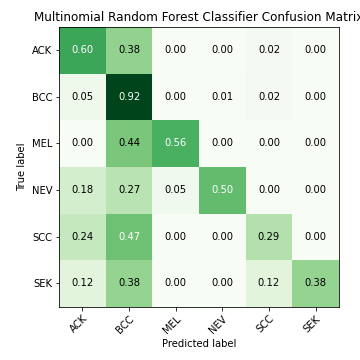 Multinomial Random Forest Classifier Confusion Matrix
True label
ACK 0.60 0.38 0.00 0.00 0.02 0.00
BCC 0.05 0.92 0.00 0.01 0.02 0.00
MEL 0.00 0.44 0.56 0.00 0.00 0.00
NEV 0.18 0.27 0.05 0.50 0.00 0.00
SCC 0.24 0.47 0.00 0.00 0.29 0.00
SEK 0.12 0.38 0.00 0.00 0.12 0.38
ACK BCC MEL NEV SCC SEK
Predicted label